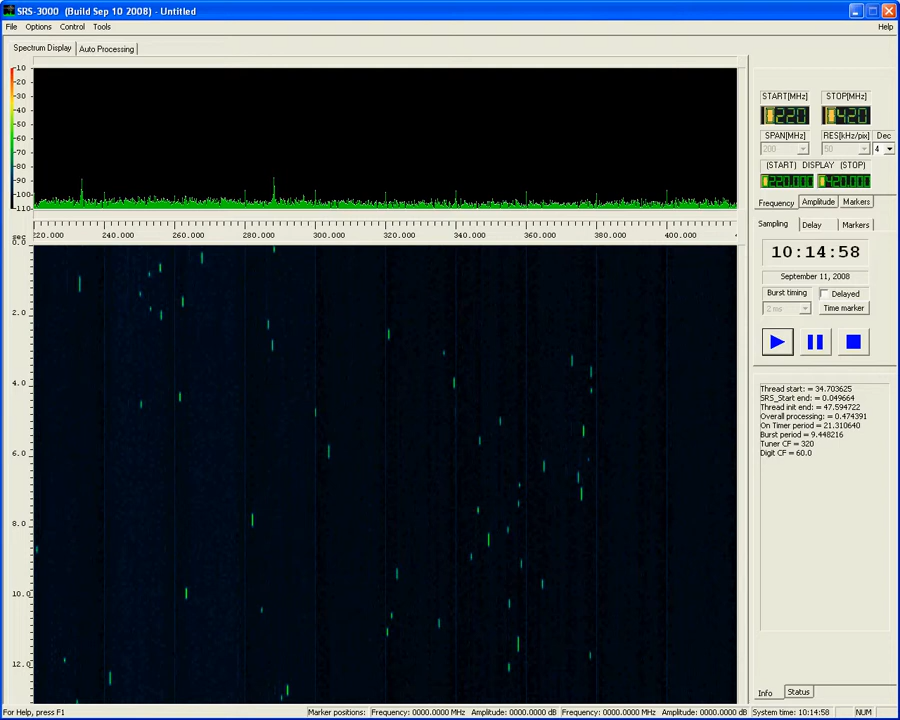 SRS-3000 (Build Sep 10 2008) - Untitled
File Options Control Tools Help
Spectrum Display Auto Processing
-10
-20
-30
-40
-50
-60
-70
-80
-90
-100
-110
220.000 240.000 260.000 280.000 300.000 320.000 340.000 360.000 380.000 400.000
sec
0.0
2.0
4.0
6.0
8.0
10.0
12.0
START[MHz] STOP[MHz]
220 420
SPAN[MHz] RES[kHz/pix] Dec
200 50 4
(START) DISPLAY (STOP)
220.000 420.000
Frequency Amplitude Markers
Sampling Delay Markers
10:14:58
September 11, 2008
Burst timing Delayed
2 ms Time marker
Thread start: = 34.703625
SRS_Start end: = 0.049664
Thread init end: = 47.594722
Overall processing: = 0.474391
On Timer period = 21.310640
Burst period = 9.448216
Tuner CF = 320
Digit CF = 60.0
Info Status
For Help, press F1 Marker positions: Frequency: 0000.0000 MHz Amplitude: 0000.0000 dB Frequency: 0000.0000 MHz Amplitude: 0000.0000 dB System time: 10:14:58 NUM